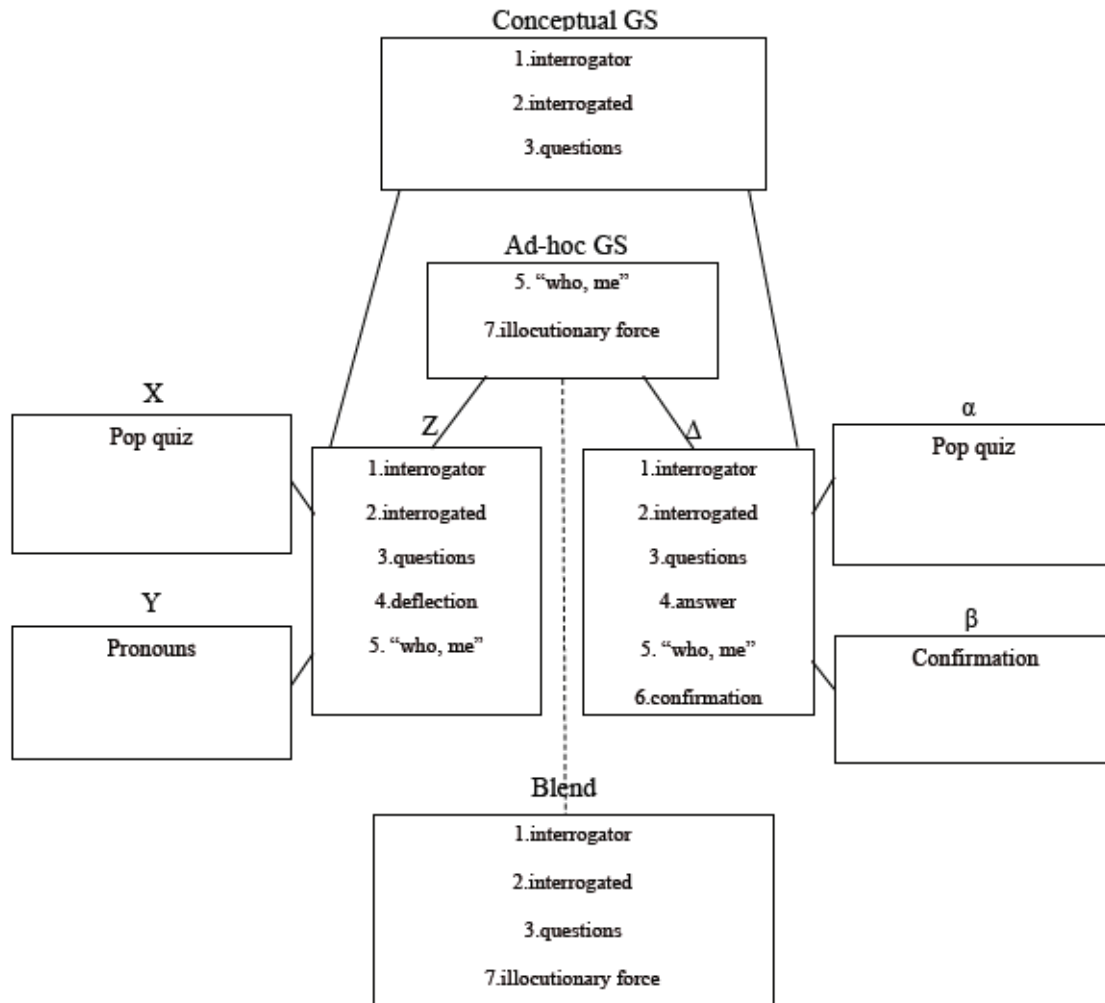 Conceptual GS
1.interrogator
2.interrogated
3.questions
Ad-hoc GS
5. “who, me”
7.illocutionary force
X
Pop quiz
Y
Pronouns
Z
1.interrogator
2.interrogated
3.questions
4.deflection
5. “who, me”
Δ
1.interrogator
2.interrogated
3.questions
4.answer
5. “who, me”
6.confirmation
α
Pop quiz
β
Confirmation
Blend
1.interrogator
2.interrogated
3.questions
7.illocutionary force